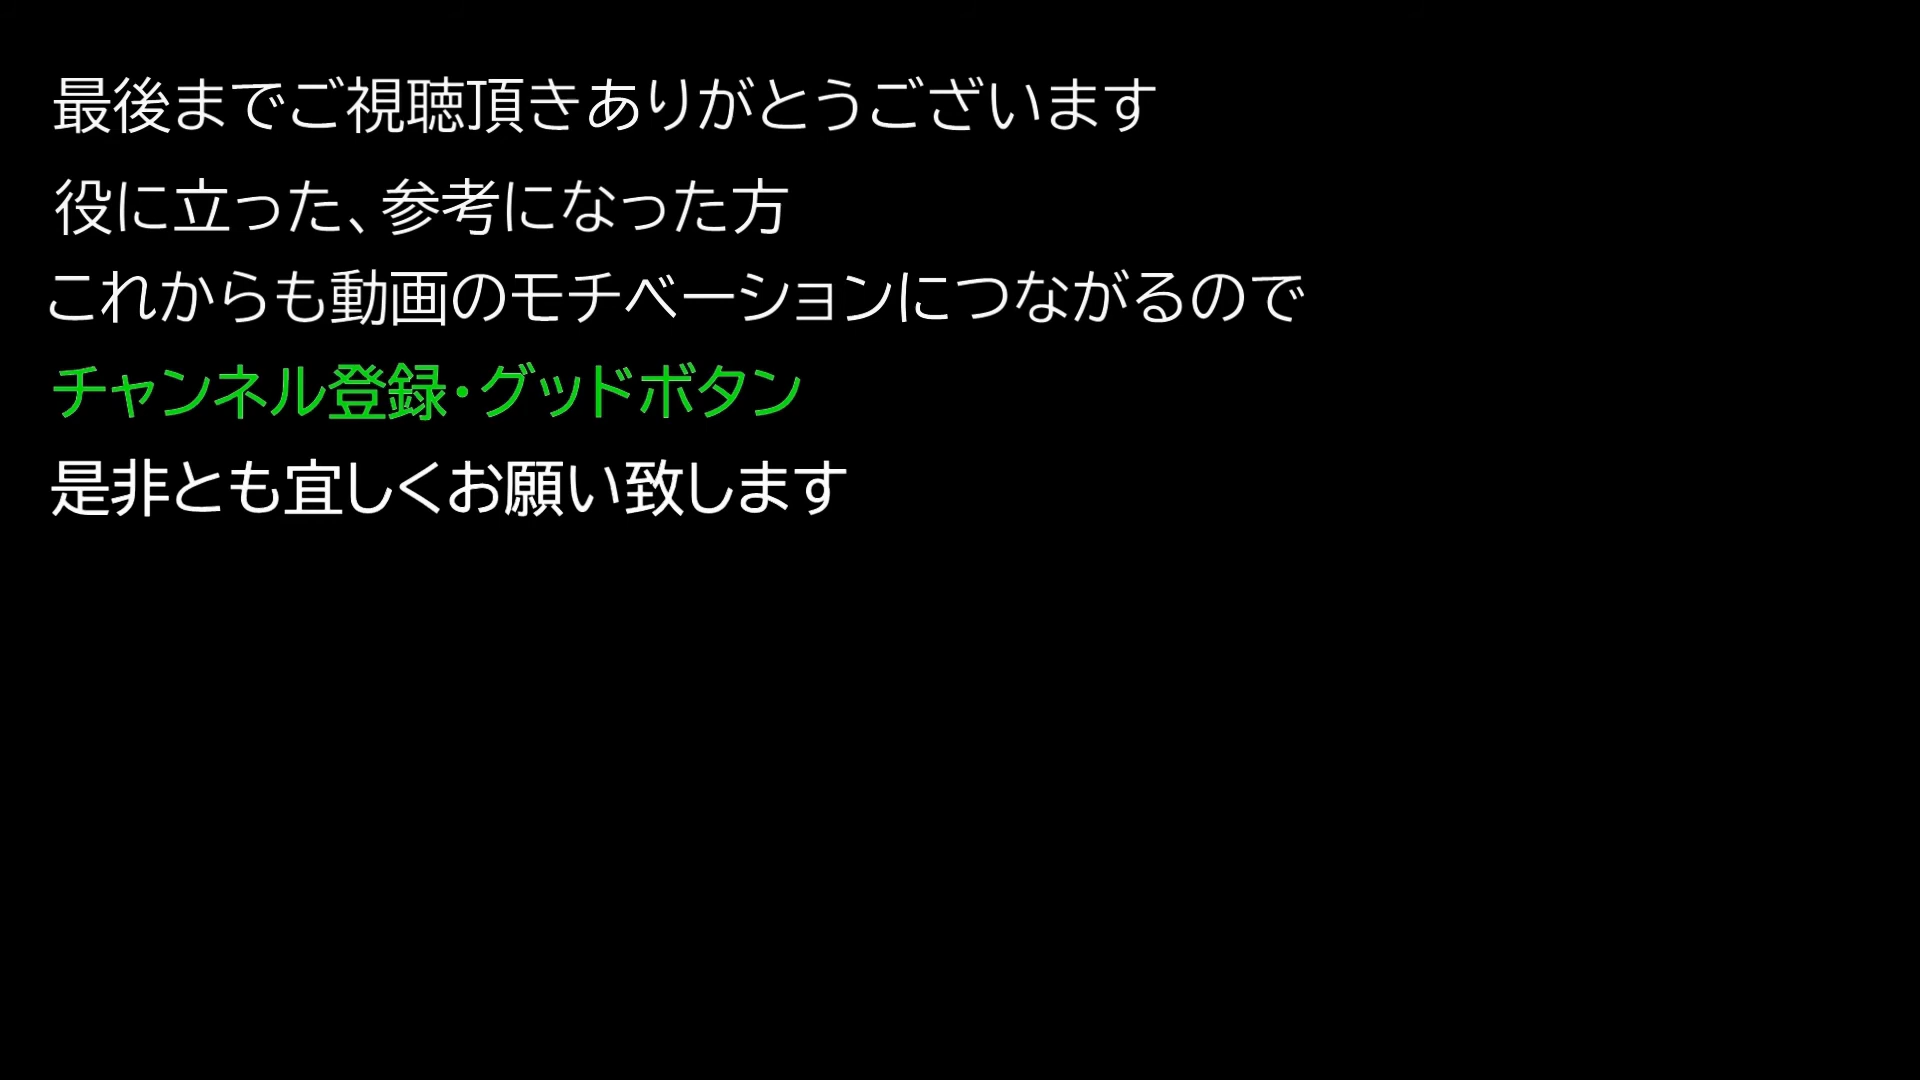 最後までご視聴頂きありがとうございます
役に立った、参考になった方
これからも動画のモチベーションにつながるので
チャンネル登録・グッドボタン
是非とも宜しくお願い致します